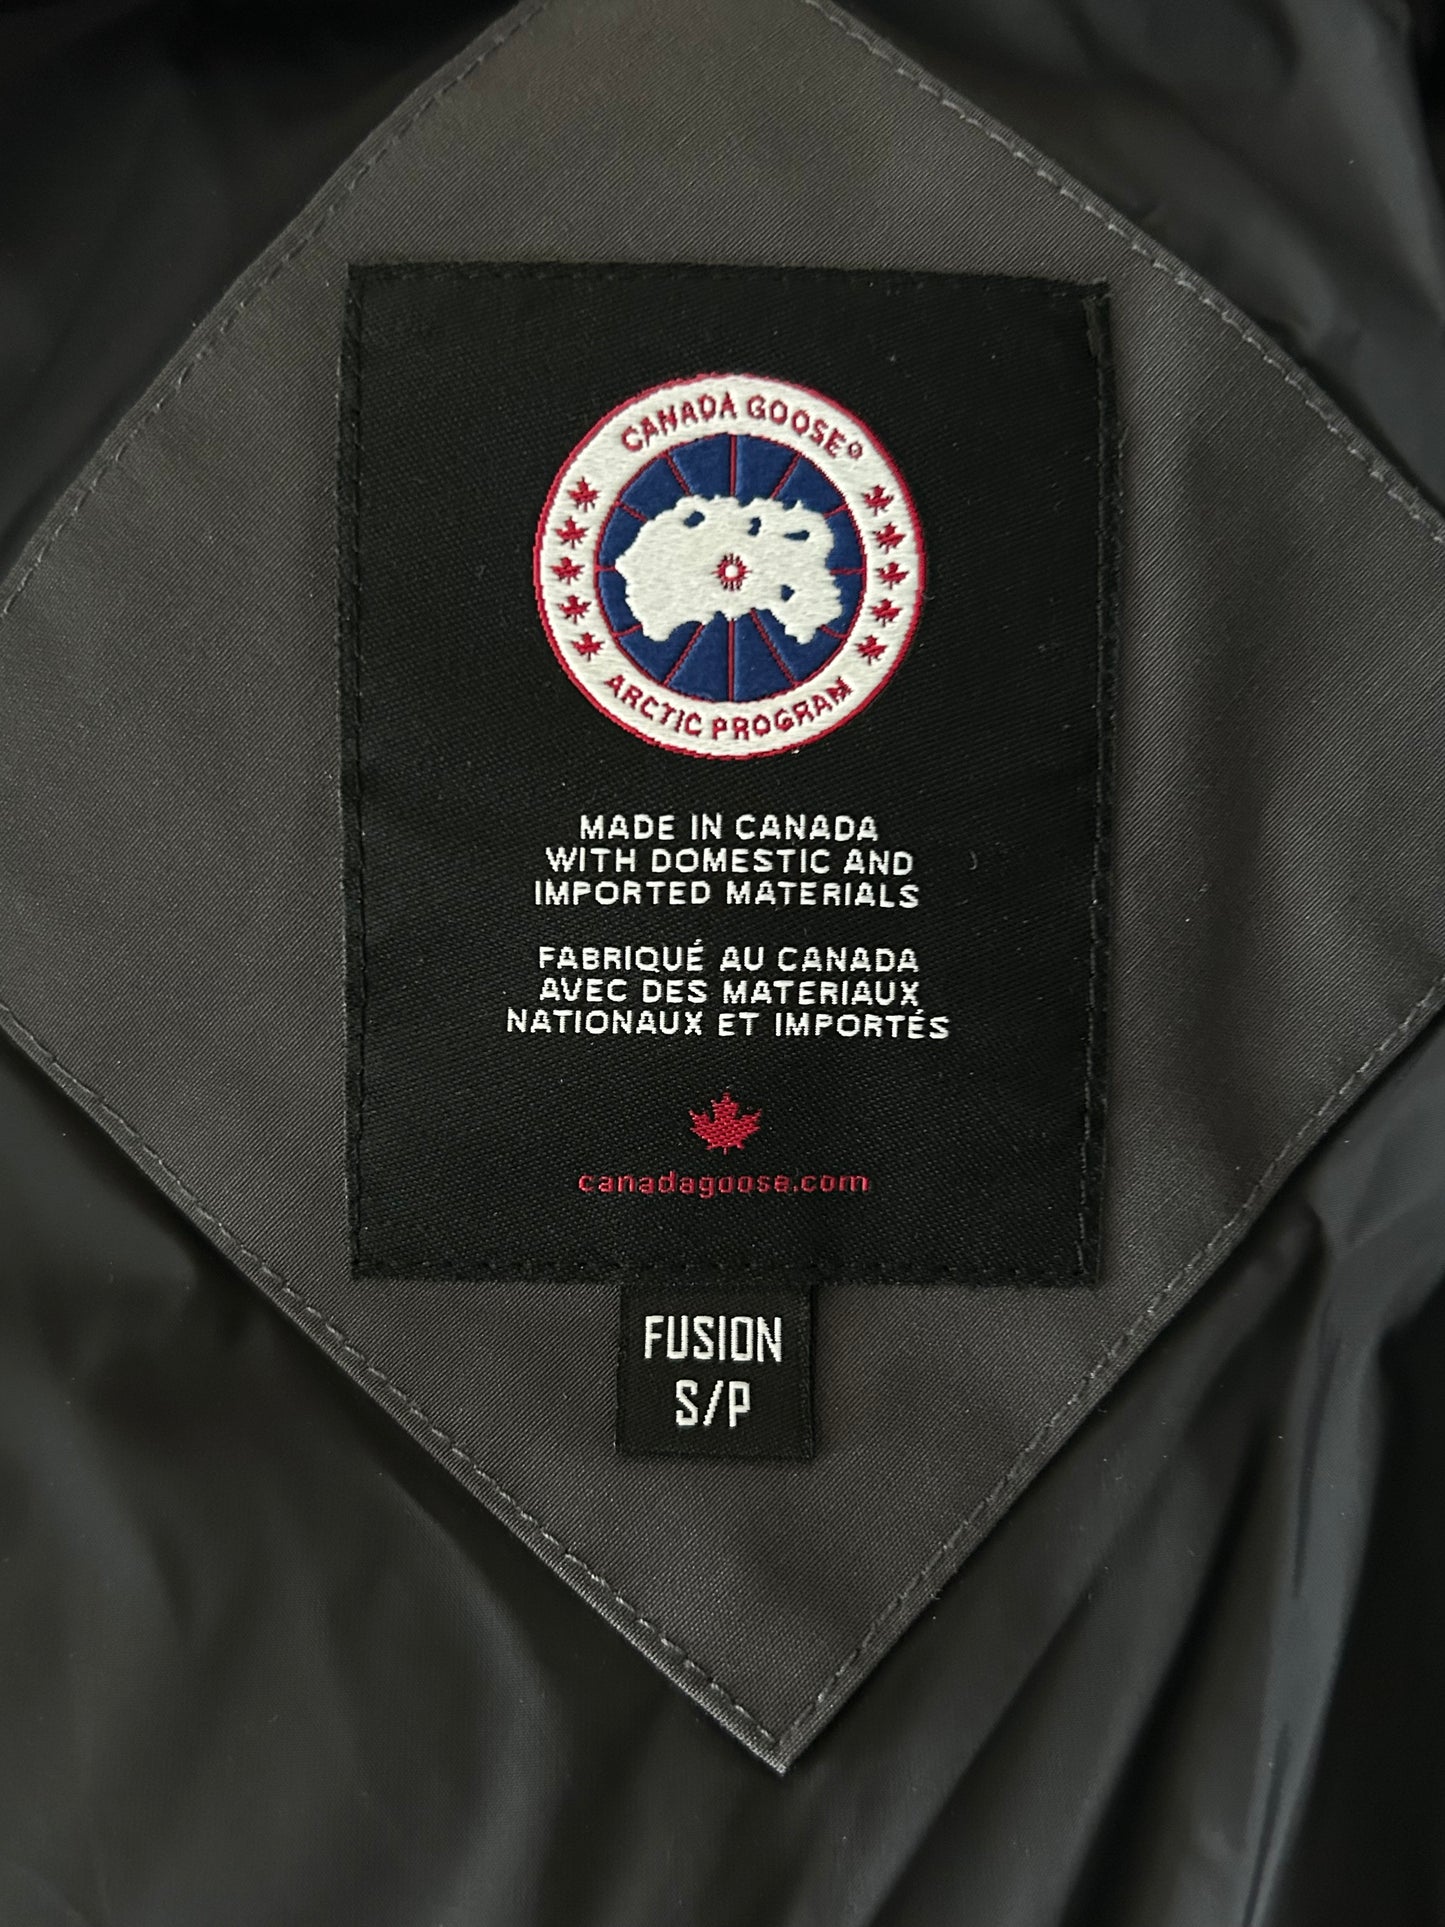 CANADA GOOSE®
ARCTIC PROGRAM
MADE IN CANADA
WITH DOMESTIC AND
IMPORTED MATERIALS
FABRIQUÉ AU CANADA
AVEC DES MATERIAUX
NATIONAUX ET IMPORTÉS
canadagoose.com
FUSION
S/P